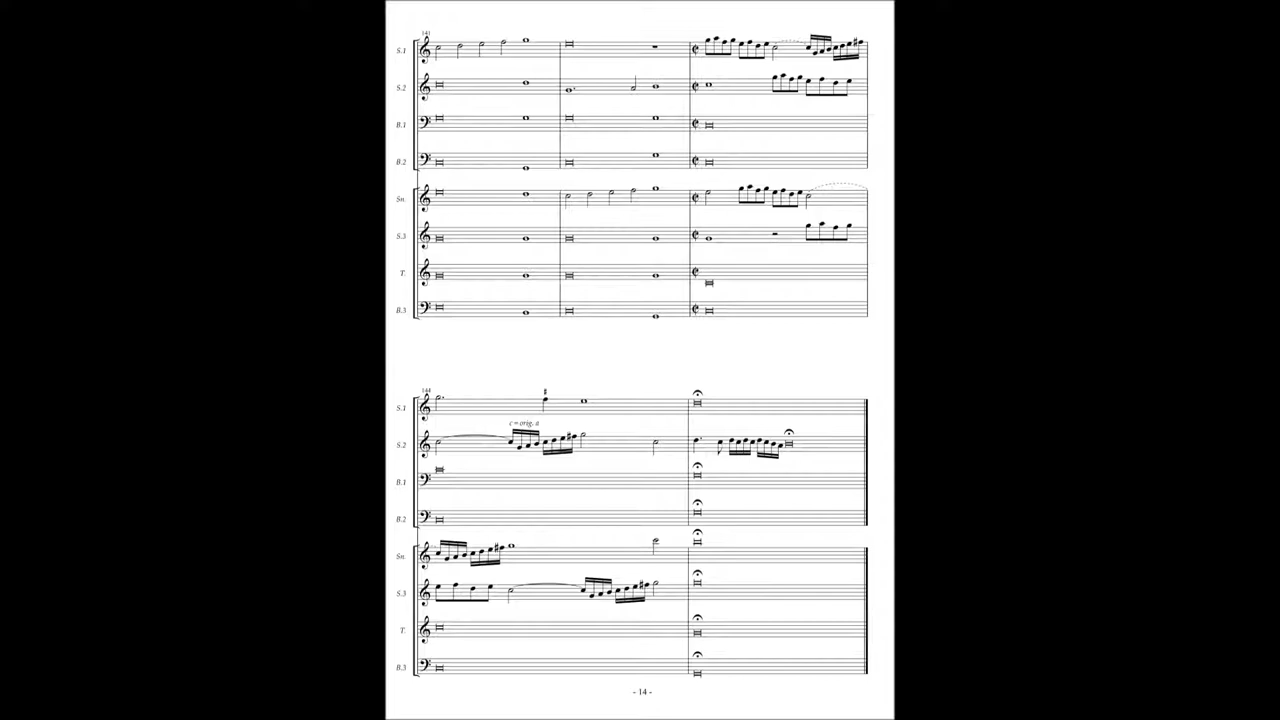 141
S.1
S.2
B.1
B.2
Sn.
S.3
T.
B.3
144
S.1
c = orig. a
S.2
B.1
B.2
Sn.
S.3
T.
B.3
- 14 -